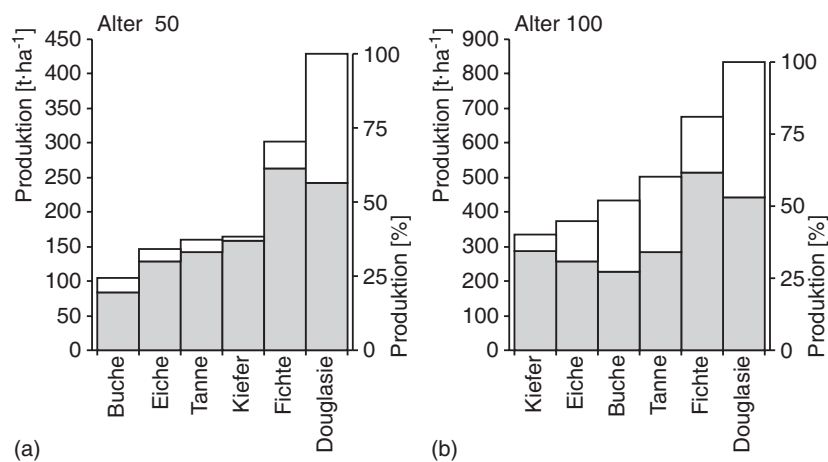 Alter 50
Produktion [t·ha⁻¹]
450
400
350
300
250
200
150
100
50
0
100
75
50
25
0
Produktion [%]
Buche
Eiche
Tanne
Kiefer
Fichte
Douglasie
(a)
Alter 100
Produktion [t·ha⁻¹]
900
800
700
600
500
400
300
200
100
0
100
75
50
25
0
Produktion [%]
Kiefer
Eiche
Buche
Tanne
Fichte
Douglasie
(b)